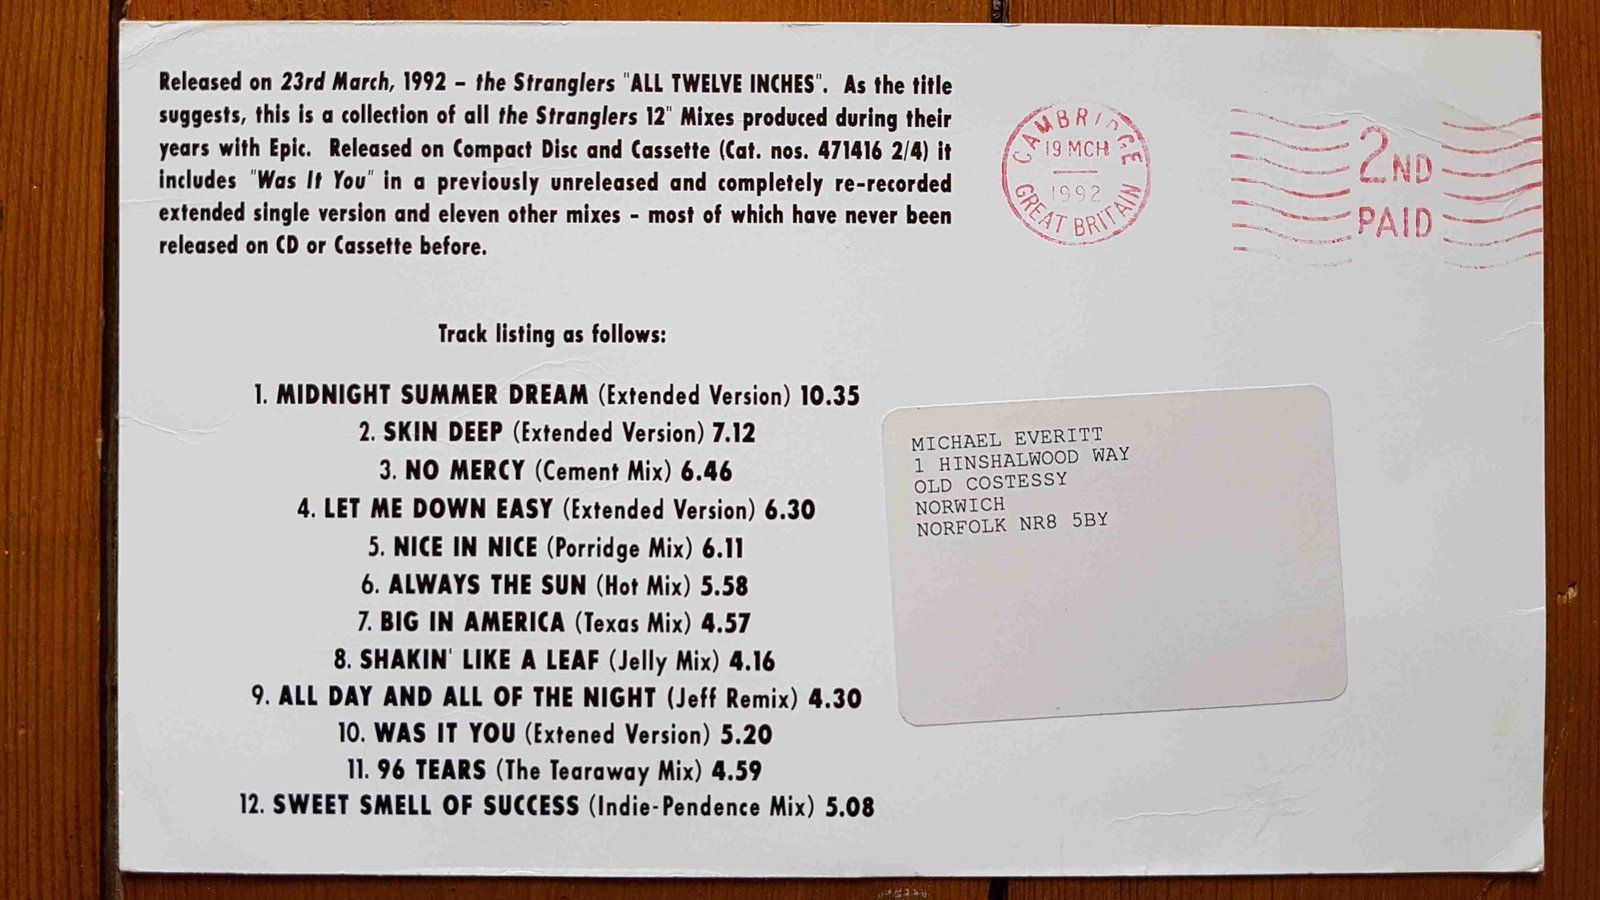 Released on 23rd March, 1992 – the Stranglers "ALL TWELVE INCHES". As the title
suggests, this is a collection of all the Stranglers 12" Mixes produced during their
years with Epic. Released on Compact Disc and Cassette (Cat. nos. 471416 2/4) it
includes "Was It You" in a previously unreleased and completely re-recorded
extended single version and eleven other mixes – most of which have never been
released on CD or Cassette before.
CAMBRIDGE
19 MCH
1992
GREAT BRITAIN
2ND
PAID
Track listing as follows:
1. MIDNIGHT SUMMER DREAM (Extended Version) 10.35
2. SKIN DEEP (Extended Version) 7.12
3. NO MERCY (Cement Mix) 6.46
4. LET ME DOWN EASY (Extended Version) 6.30
5. NICE IN NICE (Porridge Mix) 6.11
6. ALWAYS THE SUN (Hot Mix) 5.58
7. BIG IN AMERICA (Texas Mix) 4.57
8. SHAKIN' LIKE A LEAF (Jelly Mix) 4.16
9. ALL DAY AND ALL OF THE NIGHT (Jeff Remix) 4.30
10. WAS IT YOU (Extened Version) 5.20
11. 96 TEARS (The Tearaway Mix) 4.59
12. SWEET SMELL OF SUCCESS (Indie-Pendence Mix) 5.08
MICHAEL EVERITT
1 HINSHALWOOD WAY
OLD COSTESSY
NORWICH
NORFOLK NR8 5BY